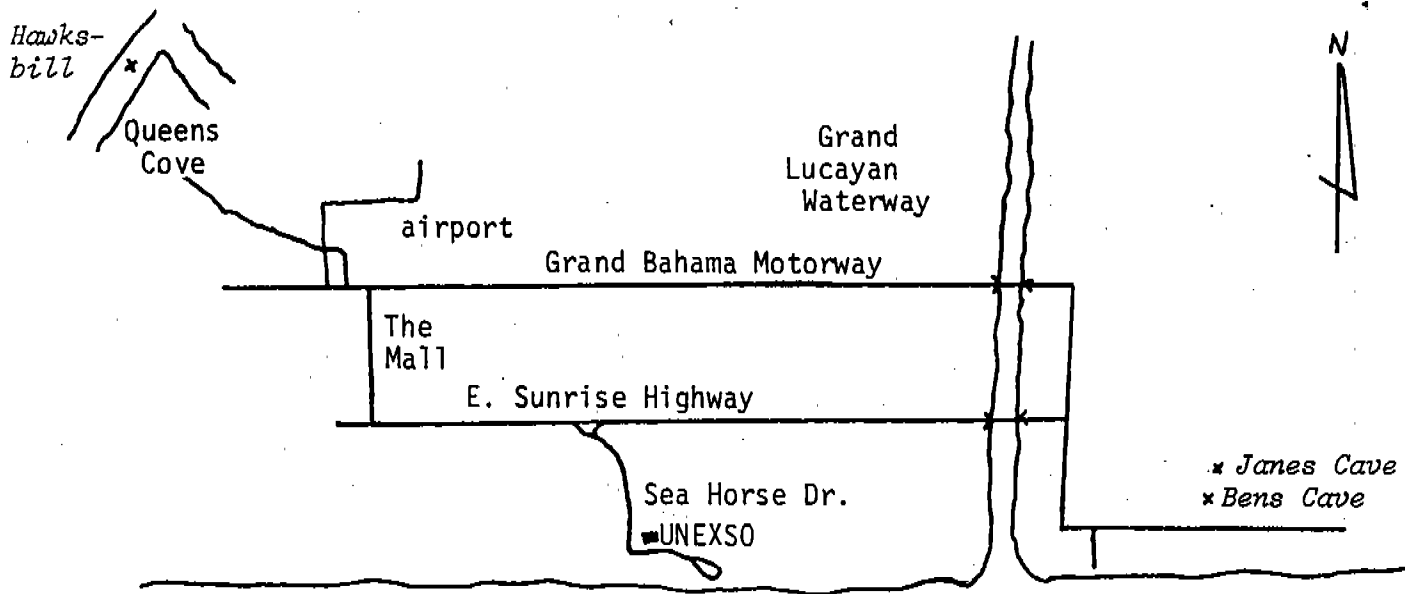 Hawks-
bill
N
Queens
Cove
Grand
Lucayan
Waterway
airport
Grand Bahama Motorway
The
Mall
E. Sunrise Highway
Janes Cave
Bens Cave
Sea Horse Dr.
UNEXSO